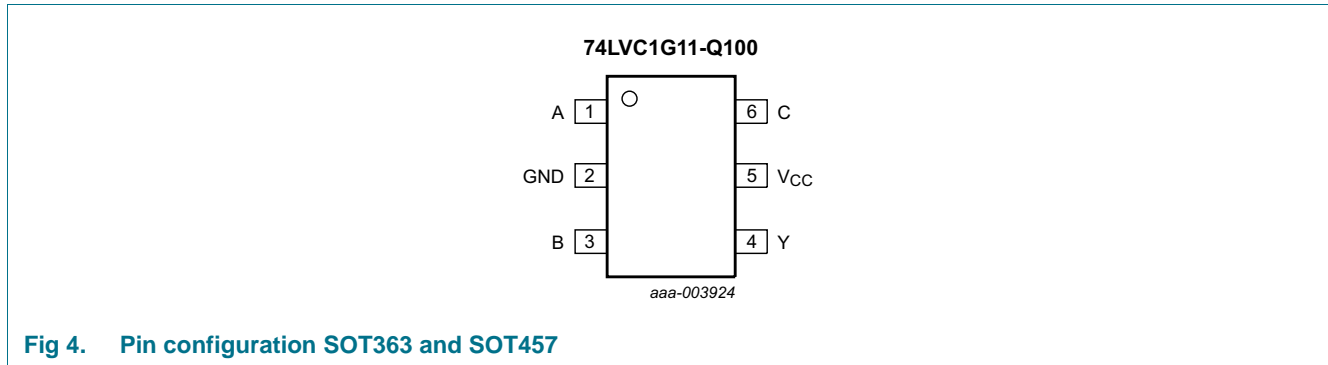 74LVC1G11-Q100
A 1 6 C
GND 2 5 VCC
B 3 4 Y
aaa-003924
Fig 4. Pin configuration SOT363 and SOT457